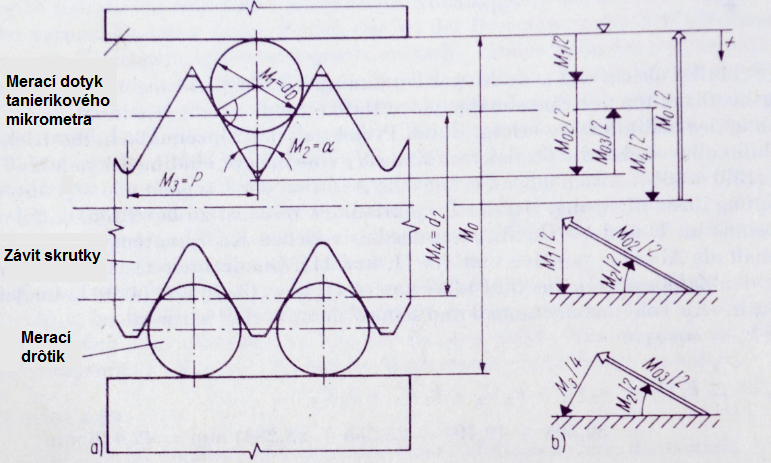 Merací dotyk
tanierikového
mikrometra
Závit skrutky
Merací
drôtik
M₁=d₀
M₂=α
M₃=P
M₄=d₂
M₀
a)
M₁/2
M₀₂/2
M₀₃/2
M₄/2
M₀/2
+
M₁/2
M₀₂/2
M₂/2
M₃/4
M₀₃/2
M₂/2
b)